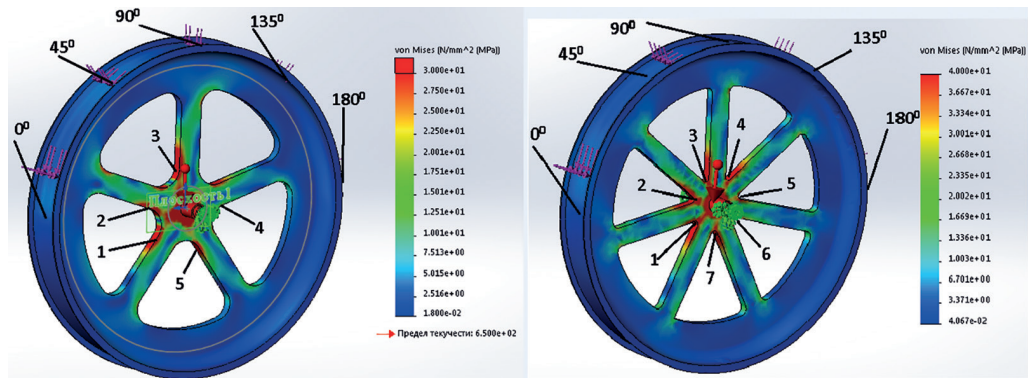 90⁰
135⁰
45⁰
180⁰
0⁰
3
2
4
1
5
Плоскость1
von Mises (N/mm^2 (MPa))
3.000e+01
2.750e+01
2.500e+01
2.251e+01
2.001e+01
1.751e+01
1.501e+01
1.251e+01
1.001e+01
7.513e+00
5.015e+00
2.516e+00
1.800e-02
Предел текучести: 6.500e+02
90⁰
135⁰
45⁰
180⁰
0⁰
3
4
2
5
1
6
7
von Mises (N/mm^2 (MPa))
4.000e+01
3.667e+01
3.334e+01
3.001e+01
2.668e+01
2.335e+01
2.002e+01
1.669e+01
1.336e+01
1.003e+01
6.701e+00
3.371e+00
4.067e-02